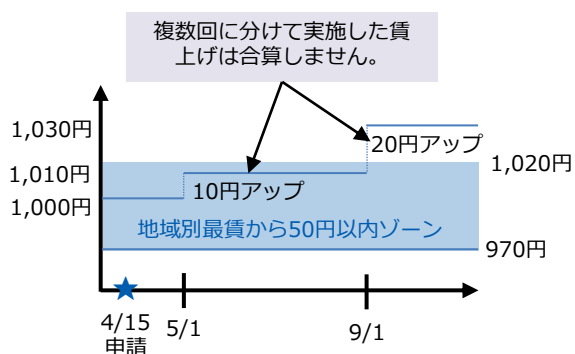 複数回に分けて実施した賃
上げは合算しません。
1,030円
20円アップ
1,020円
1,010円
10円アップ
1,000円
地域別最賃から50円以内ゾーン
970円
4/15
申請
5/1
9/1